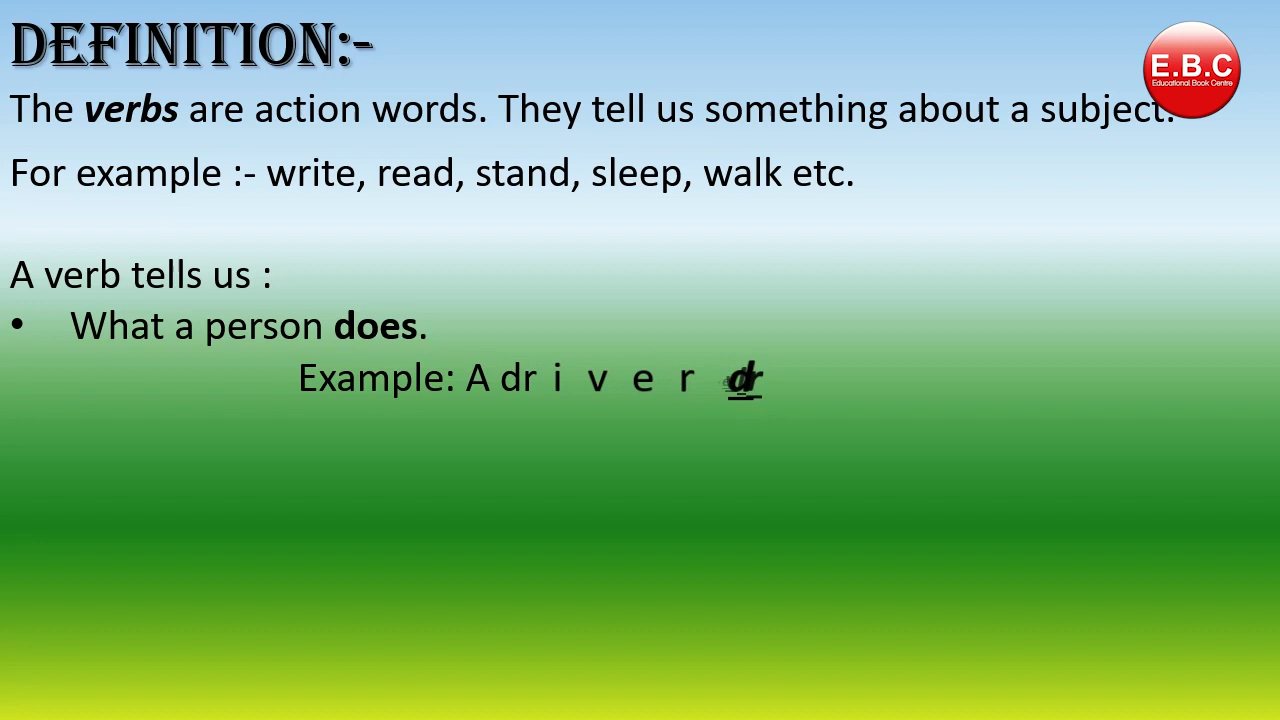 DEFINITION:-
E.B.C
Educational Book Centre
The verbs are action words. They tell us something about a subject.
For example :- write, read, stand, sleep, walk etc.
A verb tells us :
• What a person does.
Example: A driver